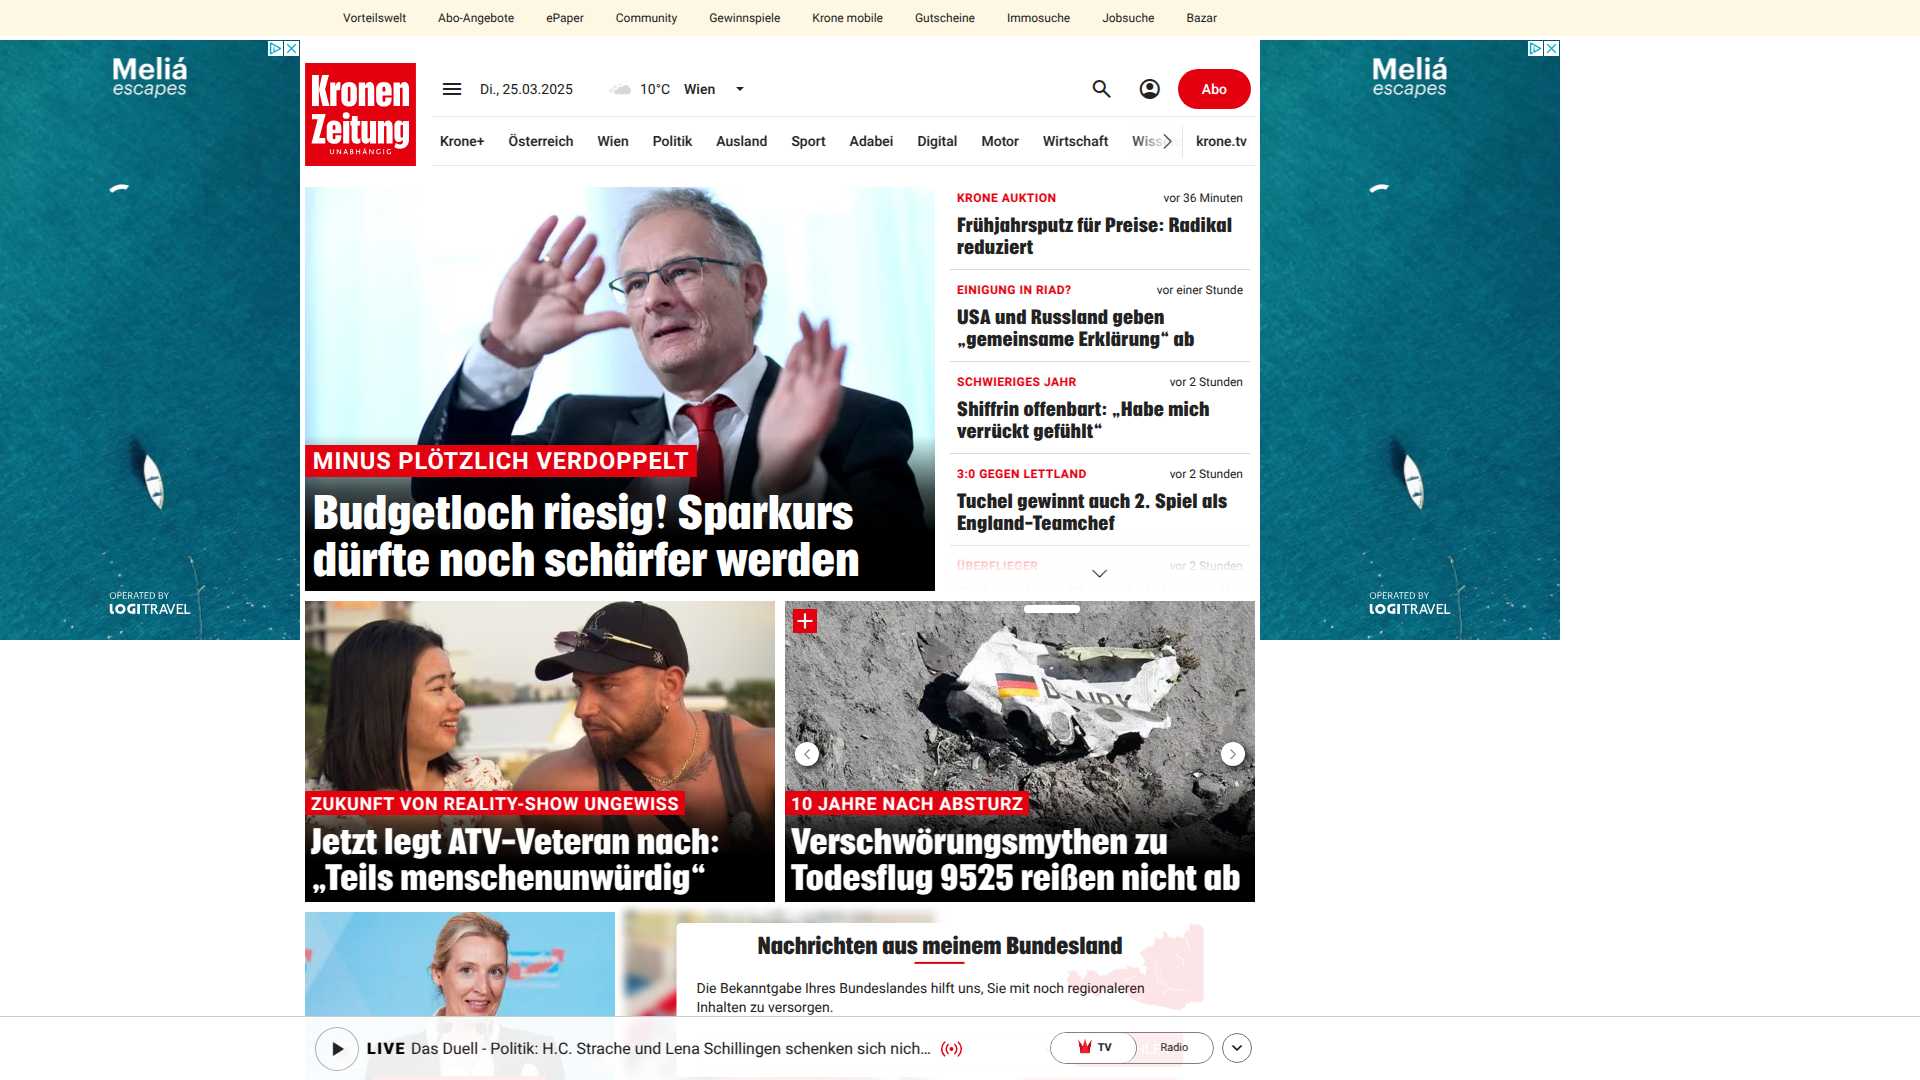 Vorteilswelt Abo-Angebote ePaper Community Gewinnspiele Krone mobile Gutscheine Immosuche Jobsuche Bazar
Meliá
escapes
OPERATED BY
LOGITRAVEL
Kronen
Zeitung
UNABHÄNGIG
Di., 25.03.2025 10°C Wien Abo
Krone+ Österreich Wien Politik Ausland Sport Adabei Digital Motor Wirtschaft krone.tv
MINUS PLÖTZLICH VERDOPPELT
Budgetloch riesig! Sparkurs
dürfte noch schärfer werden
KRONE AUKTION vor 36 Minuten
Frühjahrsputz für Preise: Radikal
reduziert
EINIGUNG IN RIAD? vor einer Stunde
USA und Russland geben
„gemeinsame Erklärung“ ab
SCHWIERIGES JAHR vor 2 Stunden
Shiffrin offenbart: „Habe mich
verrückt gefühlt“
3:0 GEGEN LETTLAND vor 2 Stunden
Tuchel gewinnt auch 2. Spiel als
England-Teamchef
ÜBERFLIEGER vor 2 Stunden
Meliá
escapes
OPERATED BY
LOGITRAVEL
ZUKUNFT VON REALITY-SHOW UNGEWISS
Jetzt legt ATV-Veteran nach:
„Teils menschenunwürdig“
10 JAHRE NACH ABSTURZ
Verschwörungsmythen zu
Todesflug 9525 reißen nicht ab
Nachrichten aus meinem Bundesland
Die Bekanntgabe Ihres Bundeslandes hilft uns, Sie mit noch regionaleren
Inhalten zu versorgen.
LIVE Das Duell - Politik: H.C. Strache und Lena Schillingen schenken sich nich... TV Radio